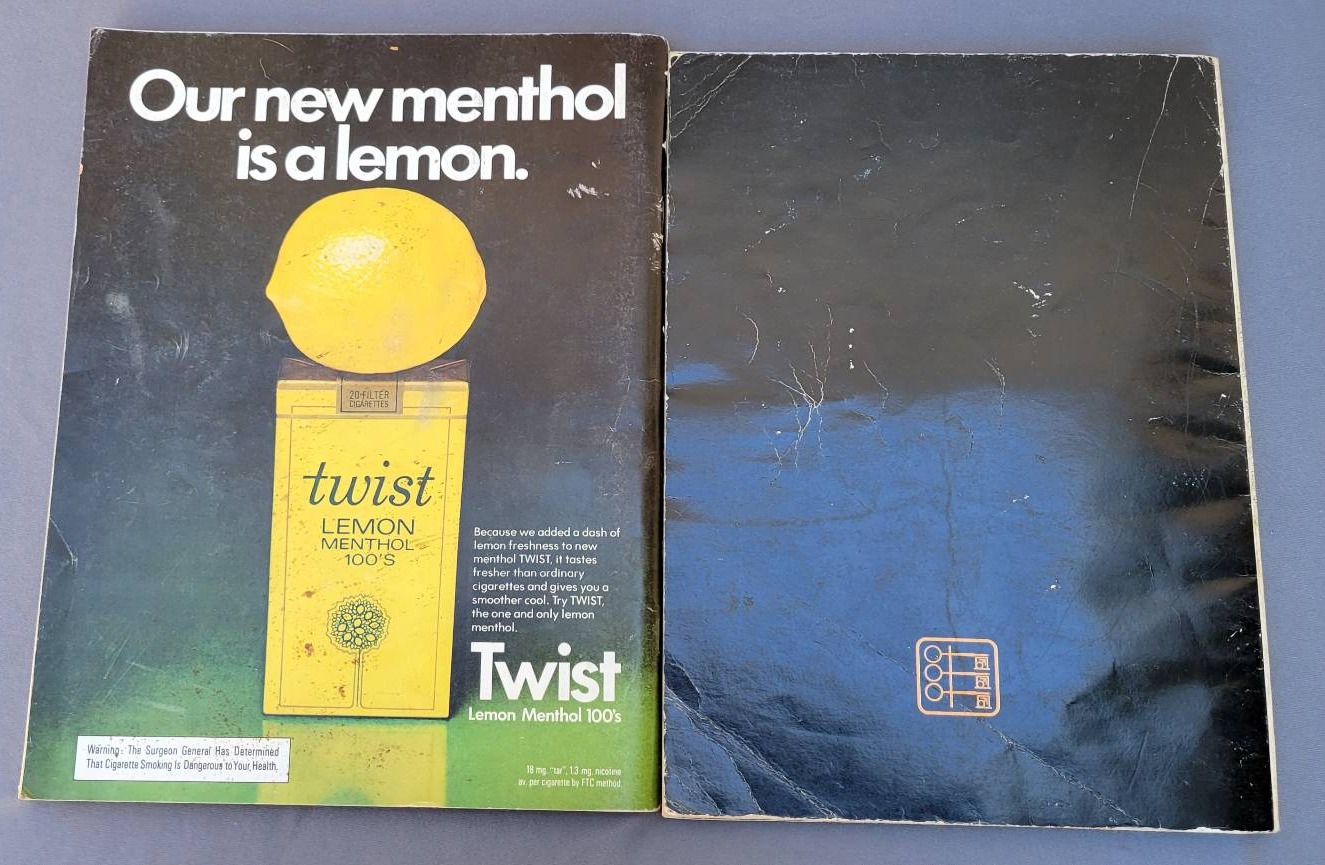 Our new menthol
is a lemon.
20 FILTER
CIGARETTES
twist
LEMON
MENTHOL
100'S
Because we added a dash of
lemon freshness to new
menthol TWIST, it tastes
fresher than ordinary
cigarettes and gives you a
smoother cool. Try TWIST,
the one and only lemon
menthol.
Twist
Lemon Menthol 100's
Warning: The Surgeon General Has Determined
That Cigarette Smoking Is Dangerous to Your Health.
18 mg. "tar", 1.3 mg. nicotine
av. per cigarette by FTC method.